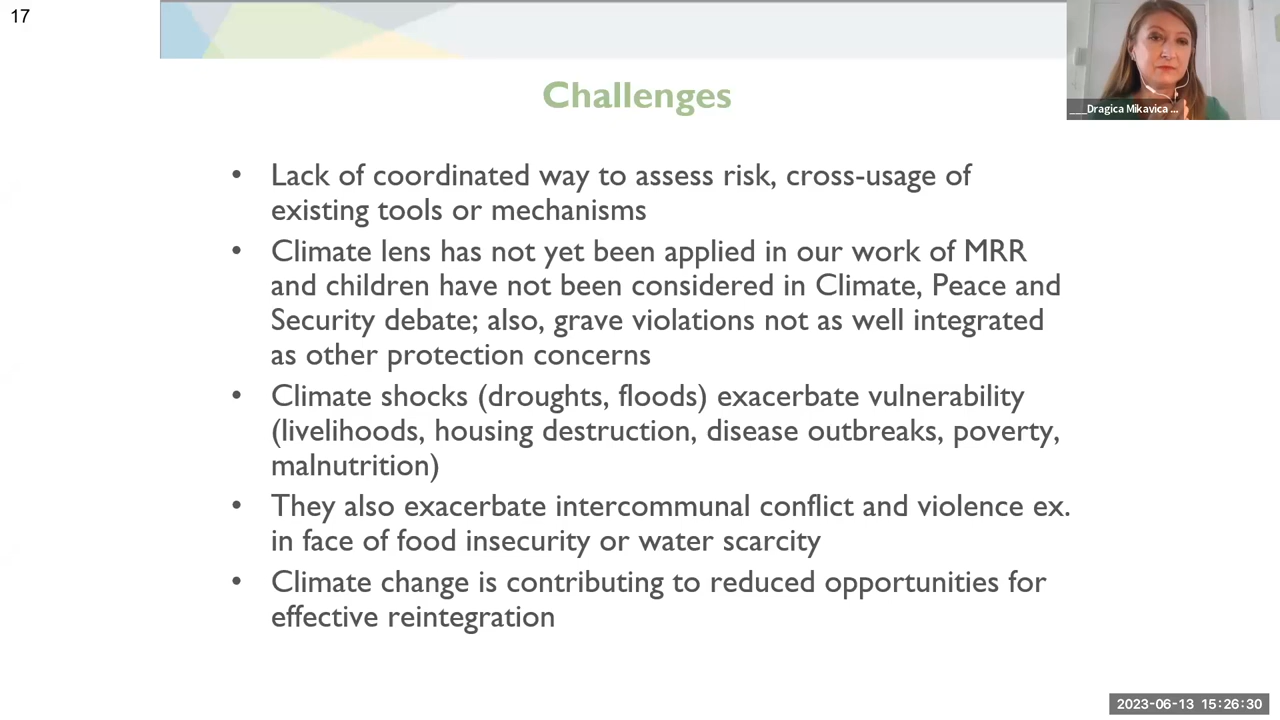 17
___Dragica Mikavica ...
Challenges
• Lack of coordinated way to assess risk, cross-usage of
existing tools or mechanisms
• Climate lens has not yet been applied in our work of MRR
and children have not been considered in Climate, Peace and
Security debate; also, grave violations not as well integrated
as other protection concerns
• Climate shocks (droughts, floods) exacerbate vulnerability
(livelihoods, housing destruction, disease outbreaks, poverty,
malnutrition)
• They also exacerbate intercommunal conflict and violence ex.
in face of food insecurity or water scarcity
• Climate change is contributing to reduced opportunities for
effective reintegration
2023-06-13 15:26:30